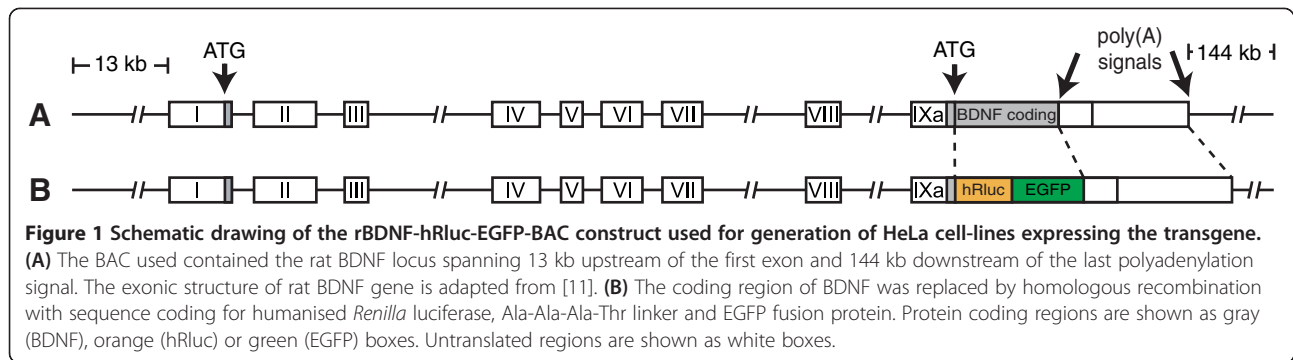 ATG
ATG
poly(A)
signals
13 kb
144 kb
A
I
II
III
IV
V
VI
VII
VIII
IXa
BDNF coding
B
I
II
III
IV
V
VI
VII
VIII
IXa
hRluc
EGFP
Figure 1 Schematic drawing of the rBDNF-hRluc-EGFP-BAC construct used for generation of HeLa cell-lines expressing the transgene.
(A) The BAC used contained the rat BDNF locus spanning 13 kb upstream of the first exon and 144 kb downstream of the last polyadenylation
signal. The exonic structure of rat BDNF gene is adapted from [11]. (B) The coding region of BDNF was replaced by homologous recombination
with sequence coding for humanised Renilla luciferase, Ala-Ala-Ala-Thr linker and EGFP fusion protein. Protein coding regions are shown as gray
(BDNF), orange (hRluc) or green (EGFP) boxes. Untranslated regions are shown as white boxes.